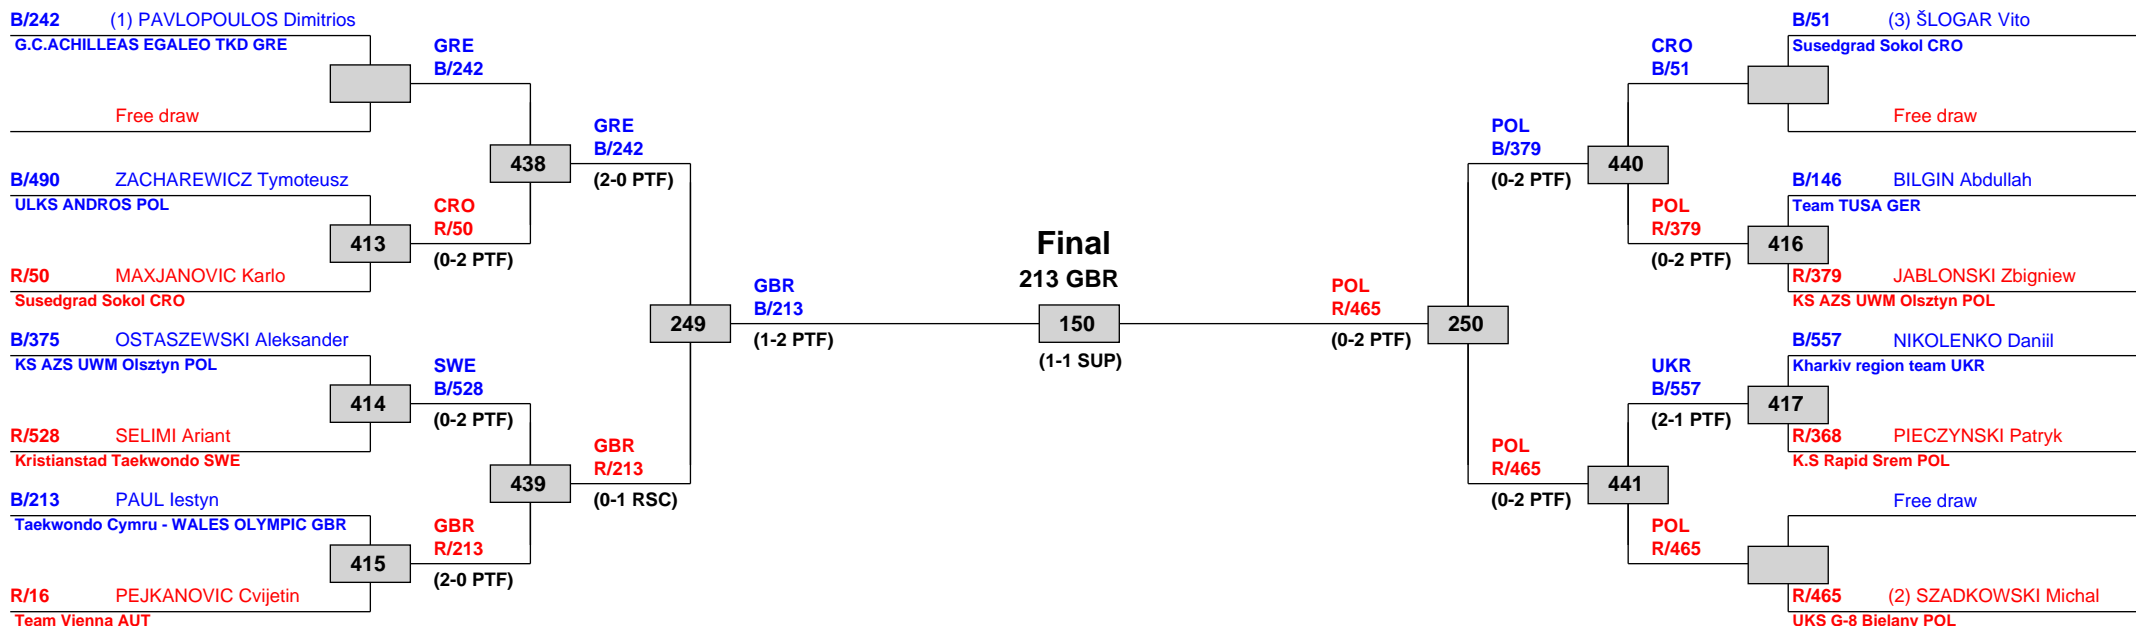 B/242 (1) PAVLOPOULOS Dimitrios
G.C.ACHILLEAS EGALEO TKD GRE
Free draw
B/490 ZACHAREWICZ Tymoteusz
ULKS ANDROS POL
413
R/50 MAXJANOVIC Karlo
Susedgrad Sokol CRO
B/375 OSTASZEWSKI Aleksander
KS AZS UWM Olsztyn POL
414
R/528 SELIMI Ariant
Kristianstad Taekwondo SWE
B/213 PAUL Iestyn
Taekwondo Cymru - WALES OLYMPIC GBR
415
R/16 PEJKANOVIC Cvijetin
Team Vienna AUT
GRE
B/242
438
CRO
R/50
(0-2 PTF)
SWE
B/528
(0-2 PTF)
439
GBR
R/213
(2-0 PTF)
GRE
B/242
(2-0 PTF)
249
GBR
R/213
(0-1 RSC)
GBR
B/213
(1-2 PTF)
Final
213 GBR
150
(1-1 SUP)
POL
R/465
(0-2 PTF)
250
POL
B/379
(0-2 PTF)
POL
R/465
(0-2 PTF)
CRO
B/51
440
POL
R/379
(0-2 PTF)
UKR
B/557
(2-1 PTF)
441
POL
R/465
B/51 (3) ŠLOGAR Vito
Susedgrad Sokol CRO
Free draw
B/146 BILGIN Abdullah
Team TUSA GER
416
R/379 JABLONSKI Zbigniew
KS AZS UWM Olsztyn POL
B/557 NIKOLENKO Daniil
Kharkiv region team UKR
417
R/368 PIECZYNSKI Patryk
K.S Rapid Srem POL
Free draw
R/465 (2) SZADKOWSKI Michal
UKS G-8 Bielany POL